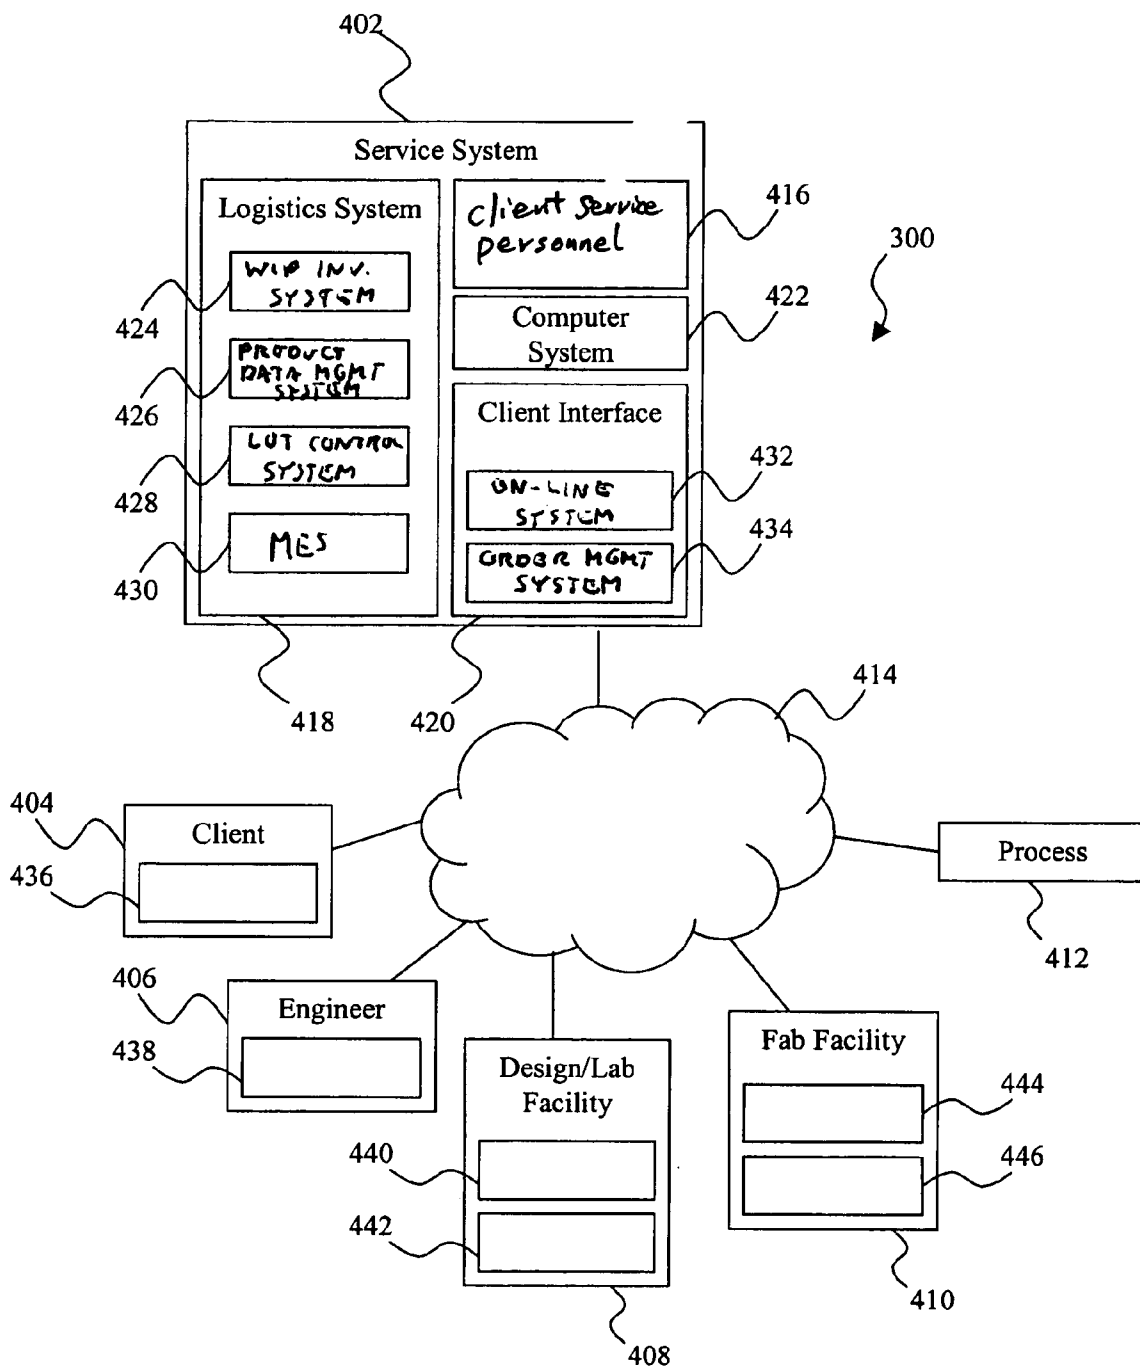 402
Service System
Logistics System
Client Service
personnel
416
300
WIP INV.
SYSTEM
424
Computer
System
422
PRODUCT
DATA MGMT
SYSTEM
426
Client Interface
LOT CONTROL
SYSTEM
428
ON-LINE
SYSTEM
432
MES
430
ORDER MGMT
SYSTEM
434
418
420
414
404
Client
436
Process
412
406
Engineer
438
Design/Lab
Facility
440
442
408
Fab Facility
444
446
410